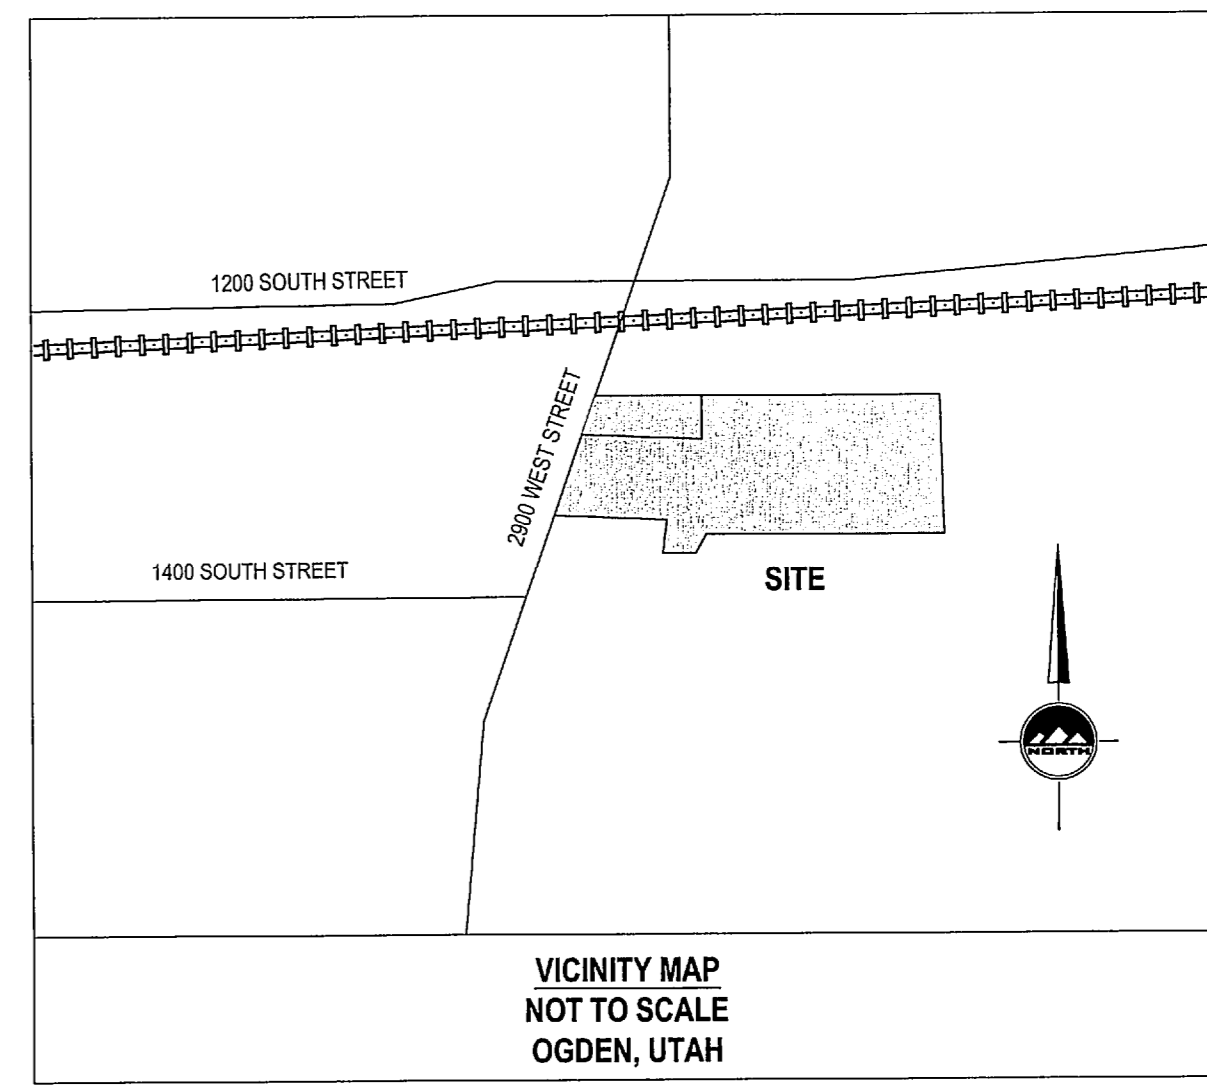 1200 SOUTH STREET
2900 WEST STREET
1400 SOUTH STREET
SITE
NORTH
VICINITY MAP
NOT TO SCALE
OGDEN, UTAH